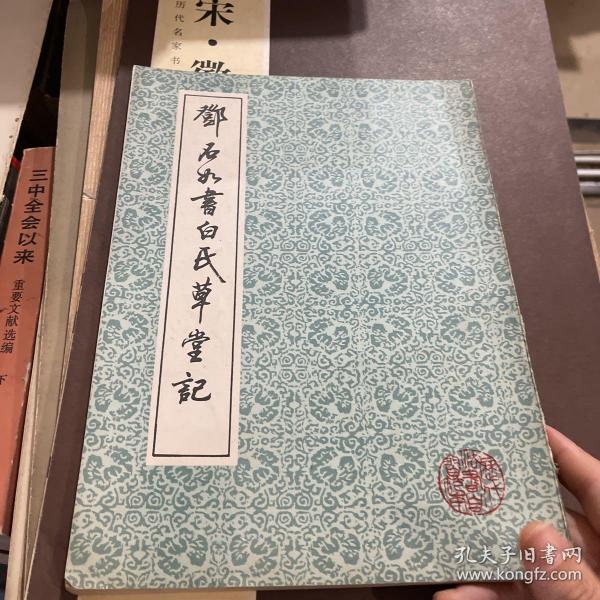 鄧石如書白氏草堂記
宋·徽
历代名家书
三中全会以来
重要文献选编
下
孔夫子旧书网
www.kongfz.com